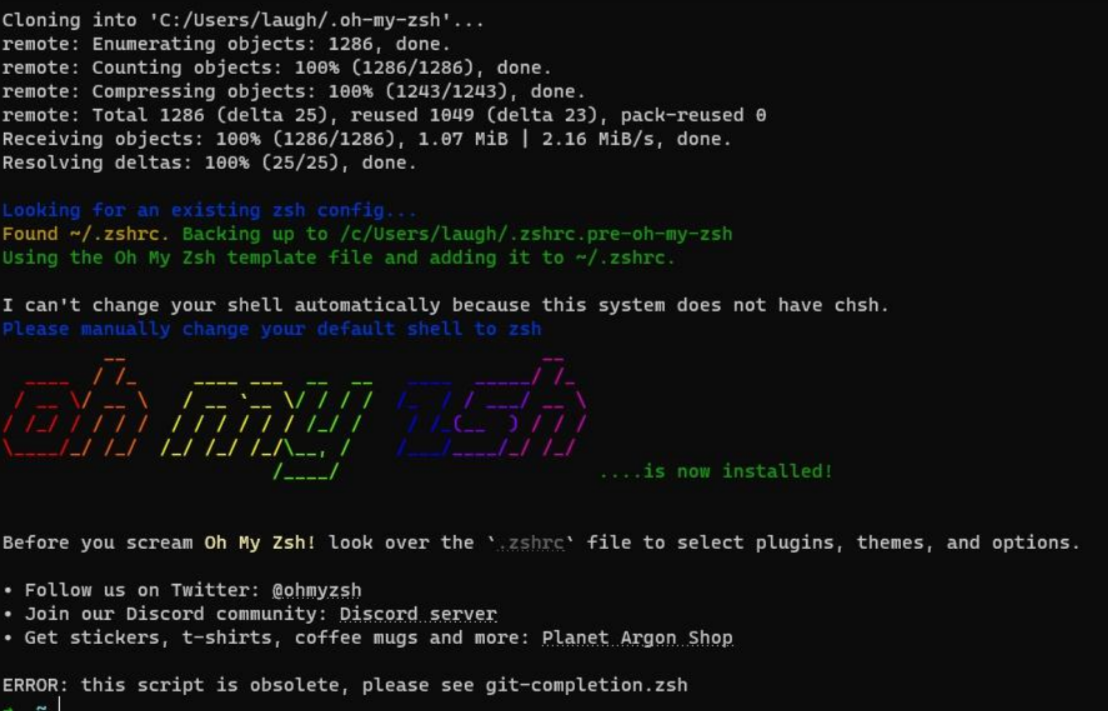 Cloning into 'C:/Users/laugh/.oh-my-zsh'...
remote: Enumerating objects: 1286, done.
remote: Counting objects: 100% (1286/1286), done.
remote: Compressing objects: 100% (1243/1243), done.
remote: Total 1286 (delta 25), reused 1049 (delta 23), pack-reused 0
Receiving objects: 100% (1286/1286), 1.07 MiB | 2.16 MiB/s, done.
Resolving deltas: 100% (25/25), done.
Looking for an existing zsh config...
Found ~/.zshrc. Backing up to /c/Users/laugh/.zshrc.pre-oh-my-zsh
Using the Oh My Zsh template file and adding it to ~/.zshrc.
I can't change your shell automatically because this system does not have chsh.
Please manually change your default shell to zsh
oh my zsh
....is now installed!
Before you scream Oh My Zsh! look over the `.zshrc` file to select plugins, themes, and options.
• Follow us on Twitter: @ohmyzsh
• Join our Discord community: Discord server
• Get stickers, t-shirts, coffee mugs and more: Planet Argon Shop
ERROR: this script is obsolete, please see git-completion.zsh
→ ~